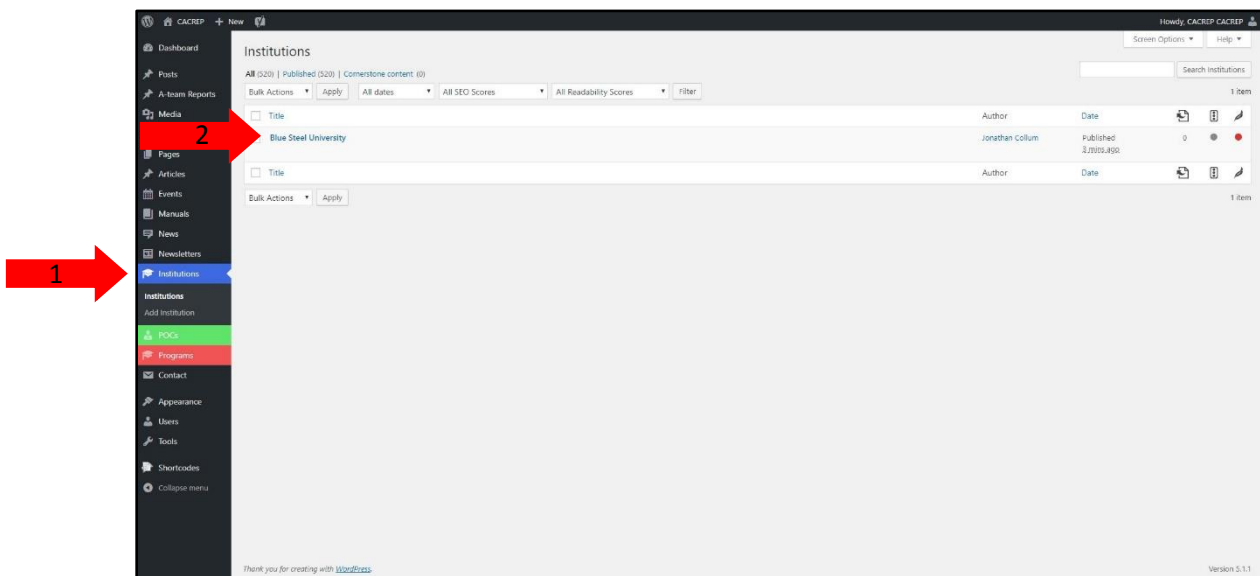 CACREP + New
Howdy, CACREP CACREP
Dashboard
Posts
A-team Reports
Media
2
Pages
Articles
Events
Manuals
News
Newsletters
1
Institutions
Institutions
Add Institution
POCs
Programs
Contact
Appearance
Users
Tools
Shortcodes
Collapse menu
Screen Options ▼ Help ▼
Institutions
All (520) | Published (520) | Cornerstone content (0)
Search Institutions
Bulk Actions ▼ Apply All dates ▼ All SEO Scores ▼ All Readability Scores ▼ Filter
1 item
Title Author Date
Blue Steel University Jonathan Collum Published 0
3 mins ago
Title Author Date
Bulk Actions ▼ Apply
1 item
Thank you for creating with WordPress.
Version 5.1.1